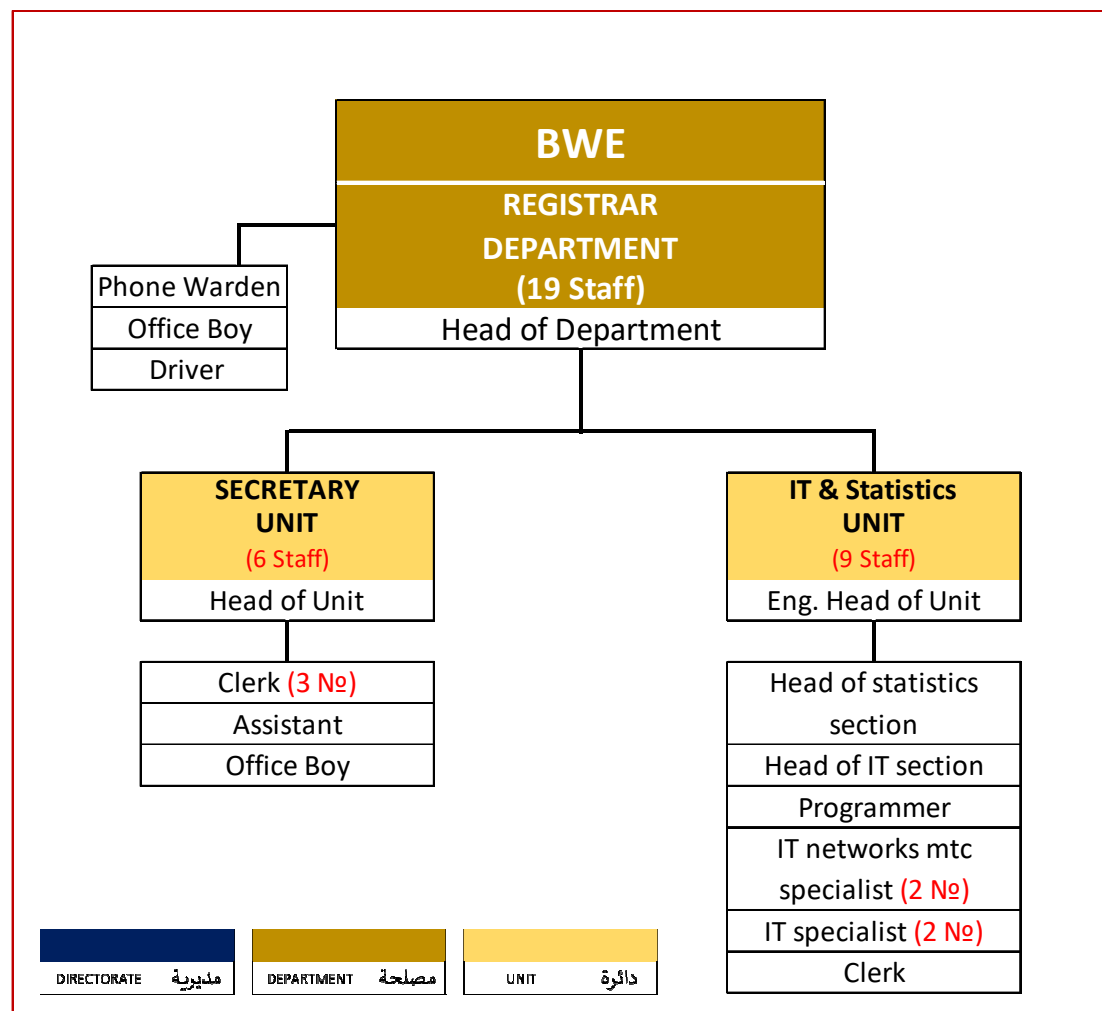 BWE
REGISTRAR
DEPARTMENT
(19 Staff)
Head of Department
Phone Warden
Office Boy
Driver
SECRETARY
UNIT
(6 Staff)
Head of Unit
Clerk (3 №)
Assistant
Office Boy
IT & Statistics
UNIT
(9 Staff)
Eng. Head of Unit
Head of statistics
section
Head of IT section
Programmer
IT networks mtc
specialist (2 №)
IT specialist (2 №)
Clerk
DIRECTORATE مديرية
DEPARTMENT مصلحة
UNIT دائرة